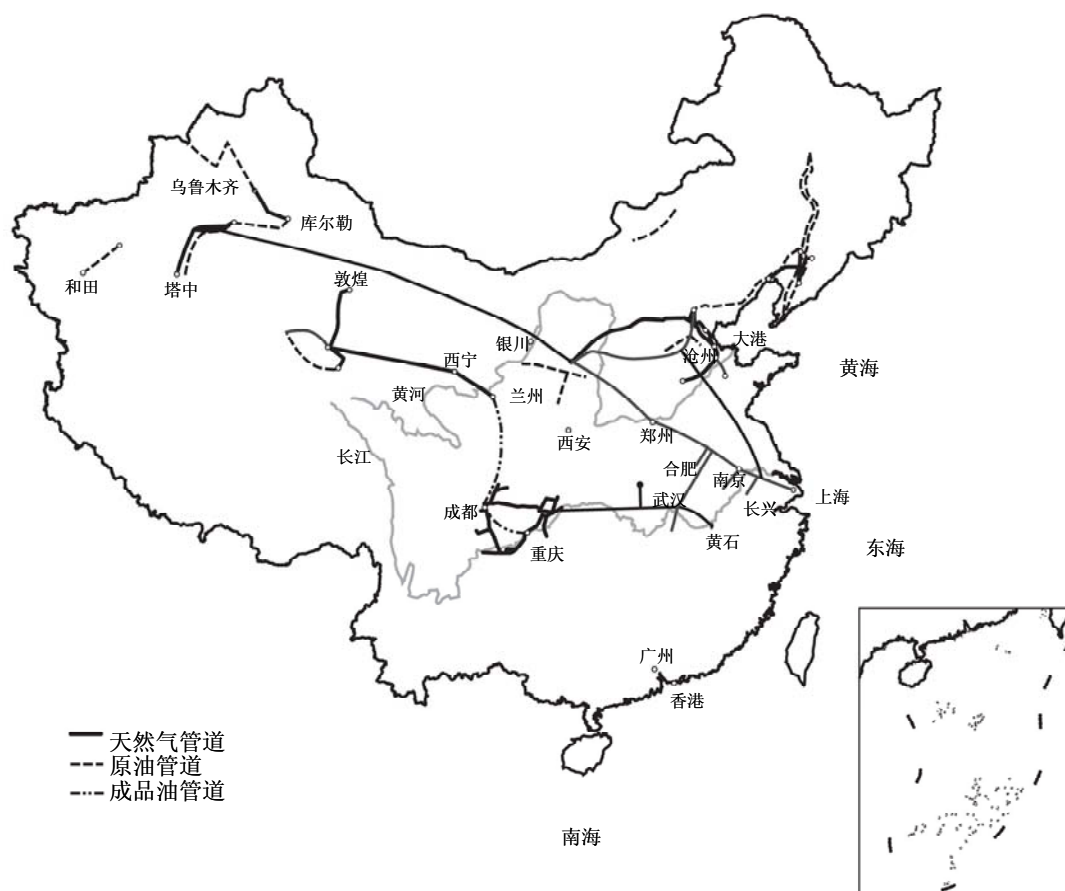 乌鲁木齐
库尔勒
和田
塔中
敦煌
银川
沧州
大港
西宁
黄海
黄河
兰州
郑州
西安
长江
合肥
南京
成都
武汉
长兴
上海
黄石
重庆
东海
广州
香港
天然气管道
原油管道
成品油管道
南海